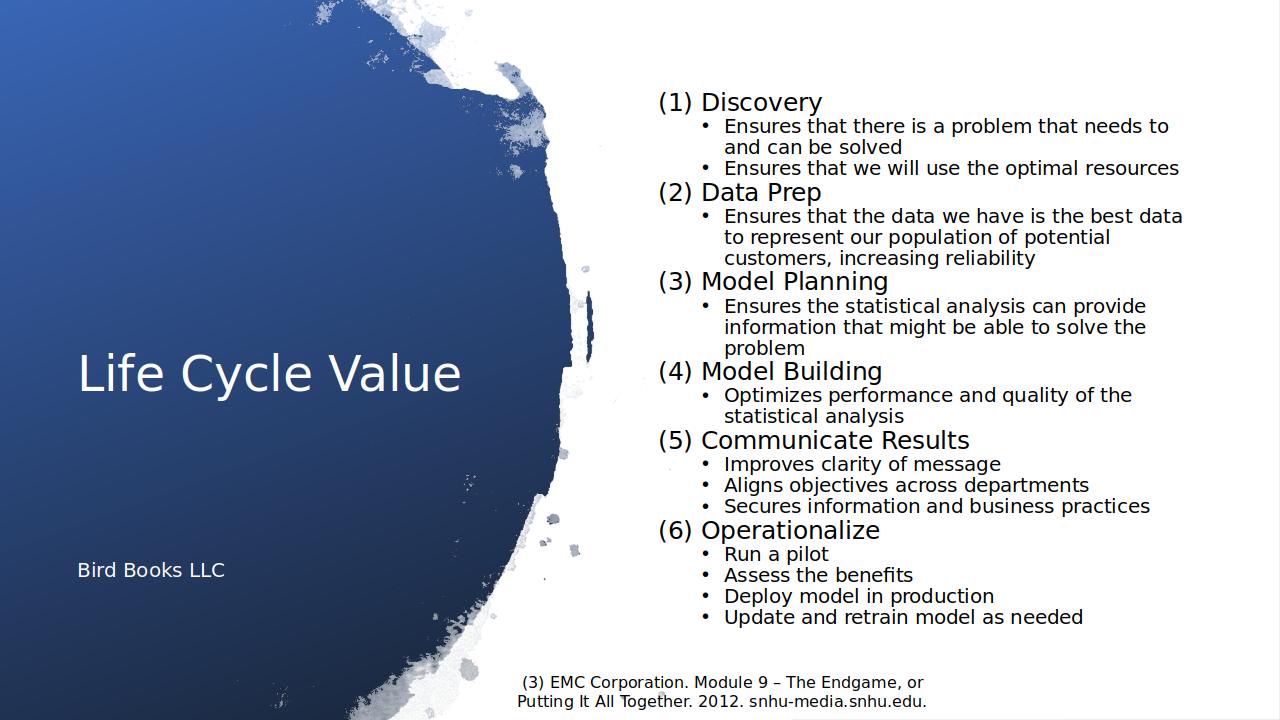 Life Cycle Value
Bird Books LLC
(1) Discovery
• Ensures that there is a problem that needs to
and can be solved
• Ensures that we will use the optimal resources
(2) Data Prep
• Ensures that the data we have is the best data
to represent our population of potential
customers, increasing reliability
(3) Model Planning
• Ensures the statistical analysis can provide
information that might be able to solve the
problem
(4) Model Building
• Optimizes performance and quality of the
statistical analysis
(5) Communicate Results
• Improves clarity of message
• Aligns objectives across departments
• Secures information and business practices
(6) Operationalize
• Run a pilot
• Assess the benefits
• Deploy model in production
• Update and retrain model as needed
(3) EMC Corporation. Module 9 – The Endgame, or
Putting It All Together. 2012. snhu-media.snhu.edu.